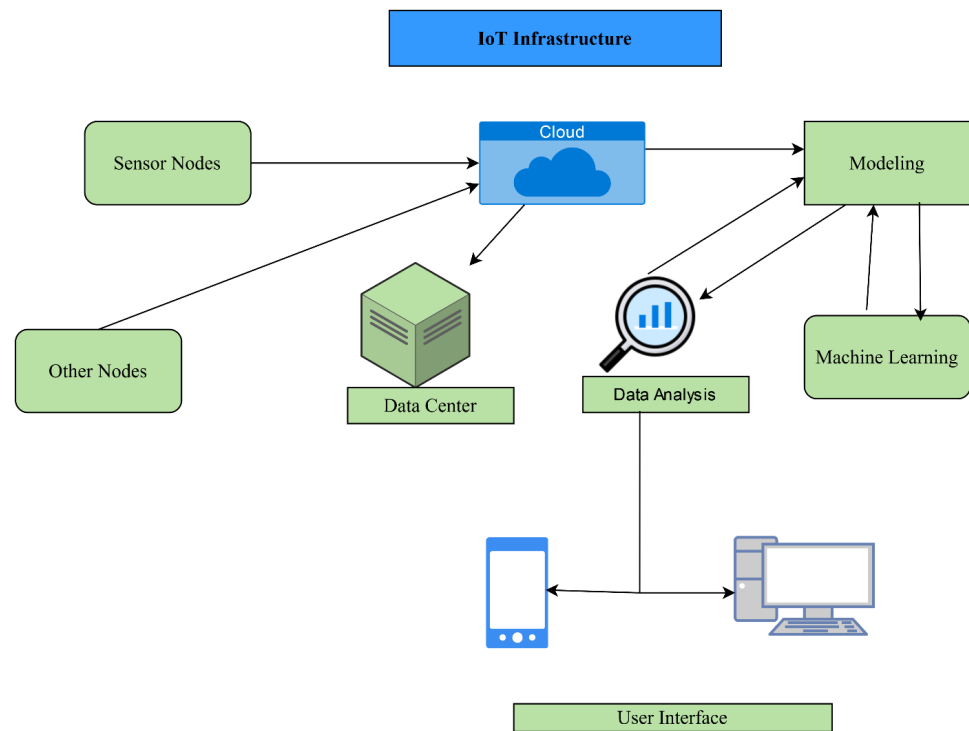 IoT Infrastructure
Cloud
Sensor Nodes
Modeling
Other Nodes
Machine Learning
Data Center
Data Analysis
User Interface